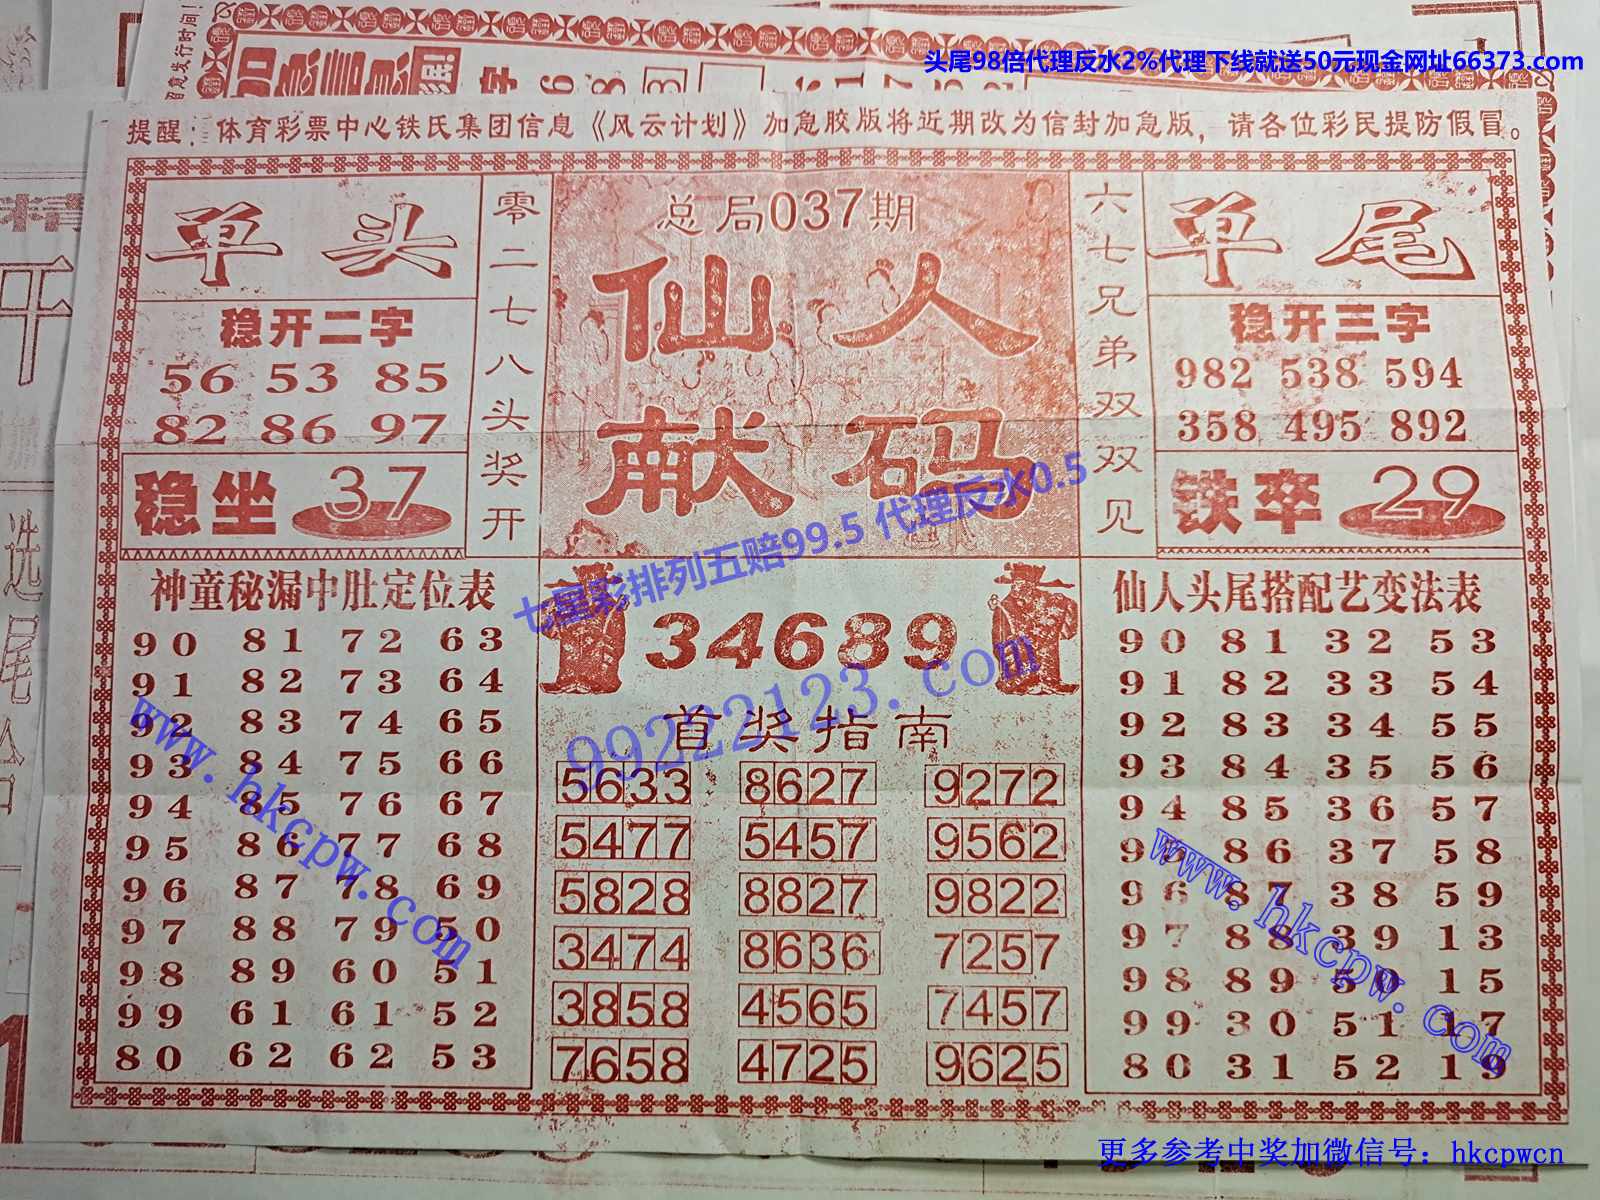 头尾98倍代理反水2%代理下线就送50元现金网址66373.com
提醒：体育彩票中心铁氏集团信息《风云计划》加急胶版将近期改为信封加急版，请各位彩民提防假冒。
单头
稳开二字
56 53 85
82 86 97
稳坐 37
零二七八头奖开
总局037期
仙人
献码
六七兄弟双双见
单尾
稳开三字
982 538 594
358 495 892
铁卒 29
七星彩排列五赔99.5 代理反水0.5
99222123.com
神童秘漏中肚定位表
90 81 72 63
91 82 73 64
92 83 74 65
93 84 75 66
94 85 76 67
95 86 77 68
96 87 78 69
97 88 79 50
98 89 60 51
99 61 61 52
80 62 62 53
www.hkcpw.com
34689
首奖指南
5633 8627 9272
5477 5457 9562
5828 8827 9822
3474 8636 7257
3858 4565 7457
7658 4725 9625
仙人头尾搭配艺变法表
90 81 32 53
91 82 33 54
92 83 34 55
93 84 35 56
94 85 36 57
95 86 37 58
96 87 38 59
97 88 39 13
98 89 50 15
99 30 51 17
80 31 52 19
www.hkcpw.com
更多参考中奖加微信号：hkcpwcn